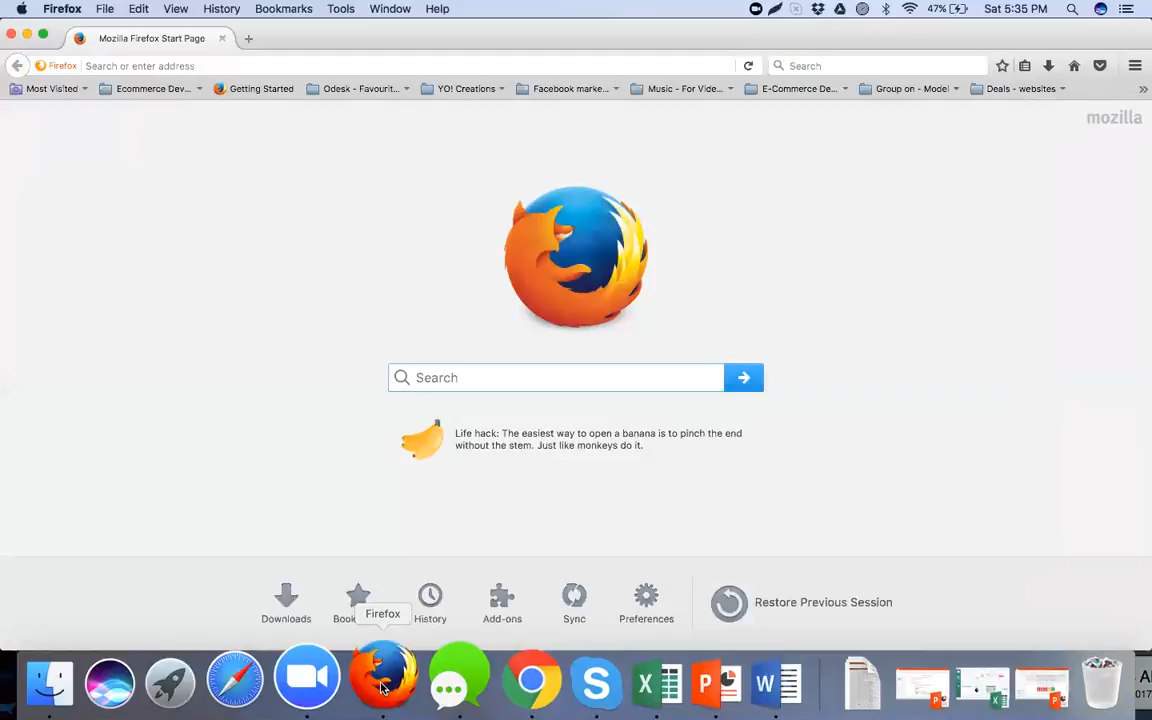 Firefox File Edit View History Bookmarks Tools Window Help 47% Sat 5:35 PM
Mozilla Firefox Start Page
Firefox Search or enter address Search
Most Visited Ecommerce Dev... Getting Started Odesk - Favourit... YO! Creations Facebook marke... Music - For Vide... E-Commerce De... Group on - Model Deals - websites
mozilla
Search
Life hack: The easiest way to open a banana is to pinch the end
without the stem. Just like monkeys do it.
Restore Previous Session
Downloads History Add-ons Sync Preferences
Firefox